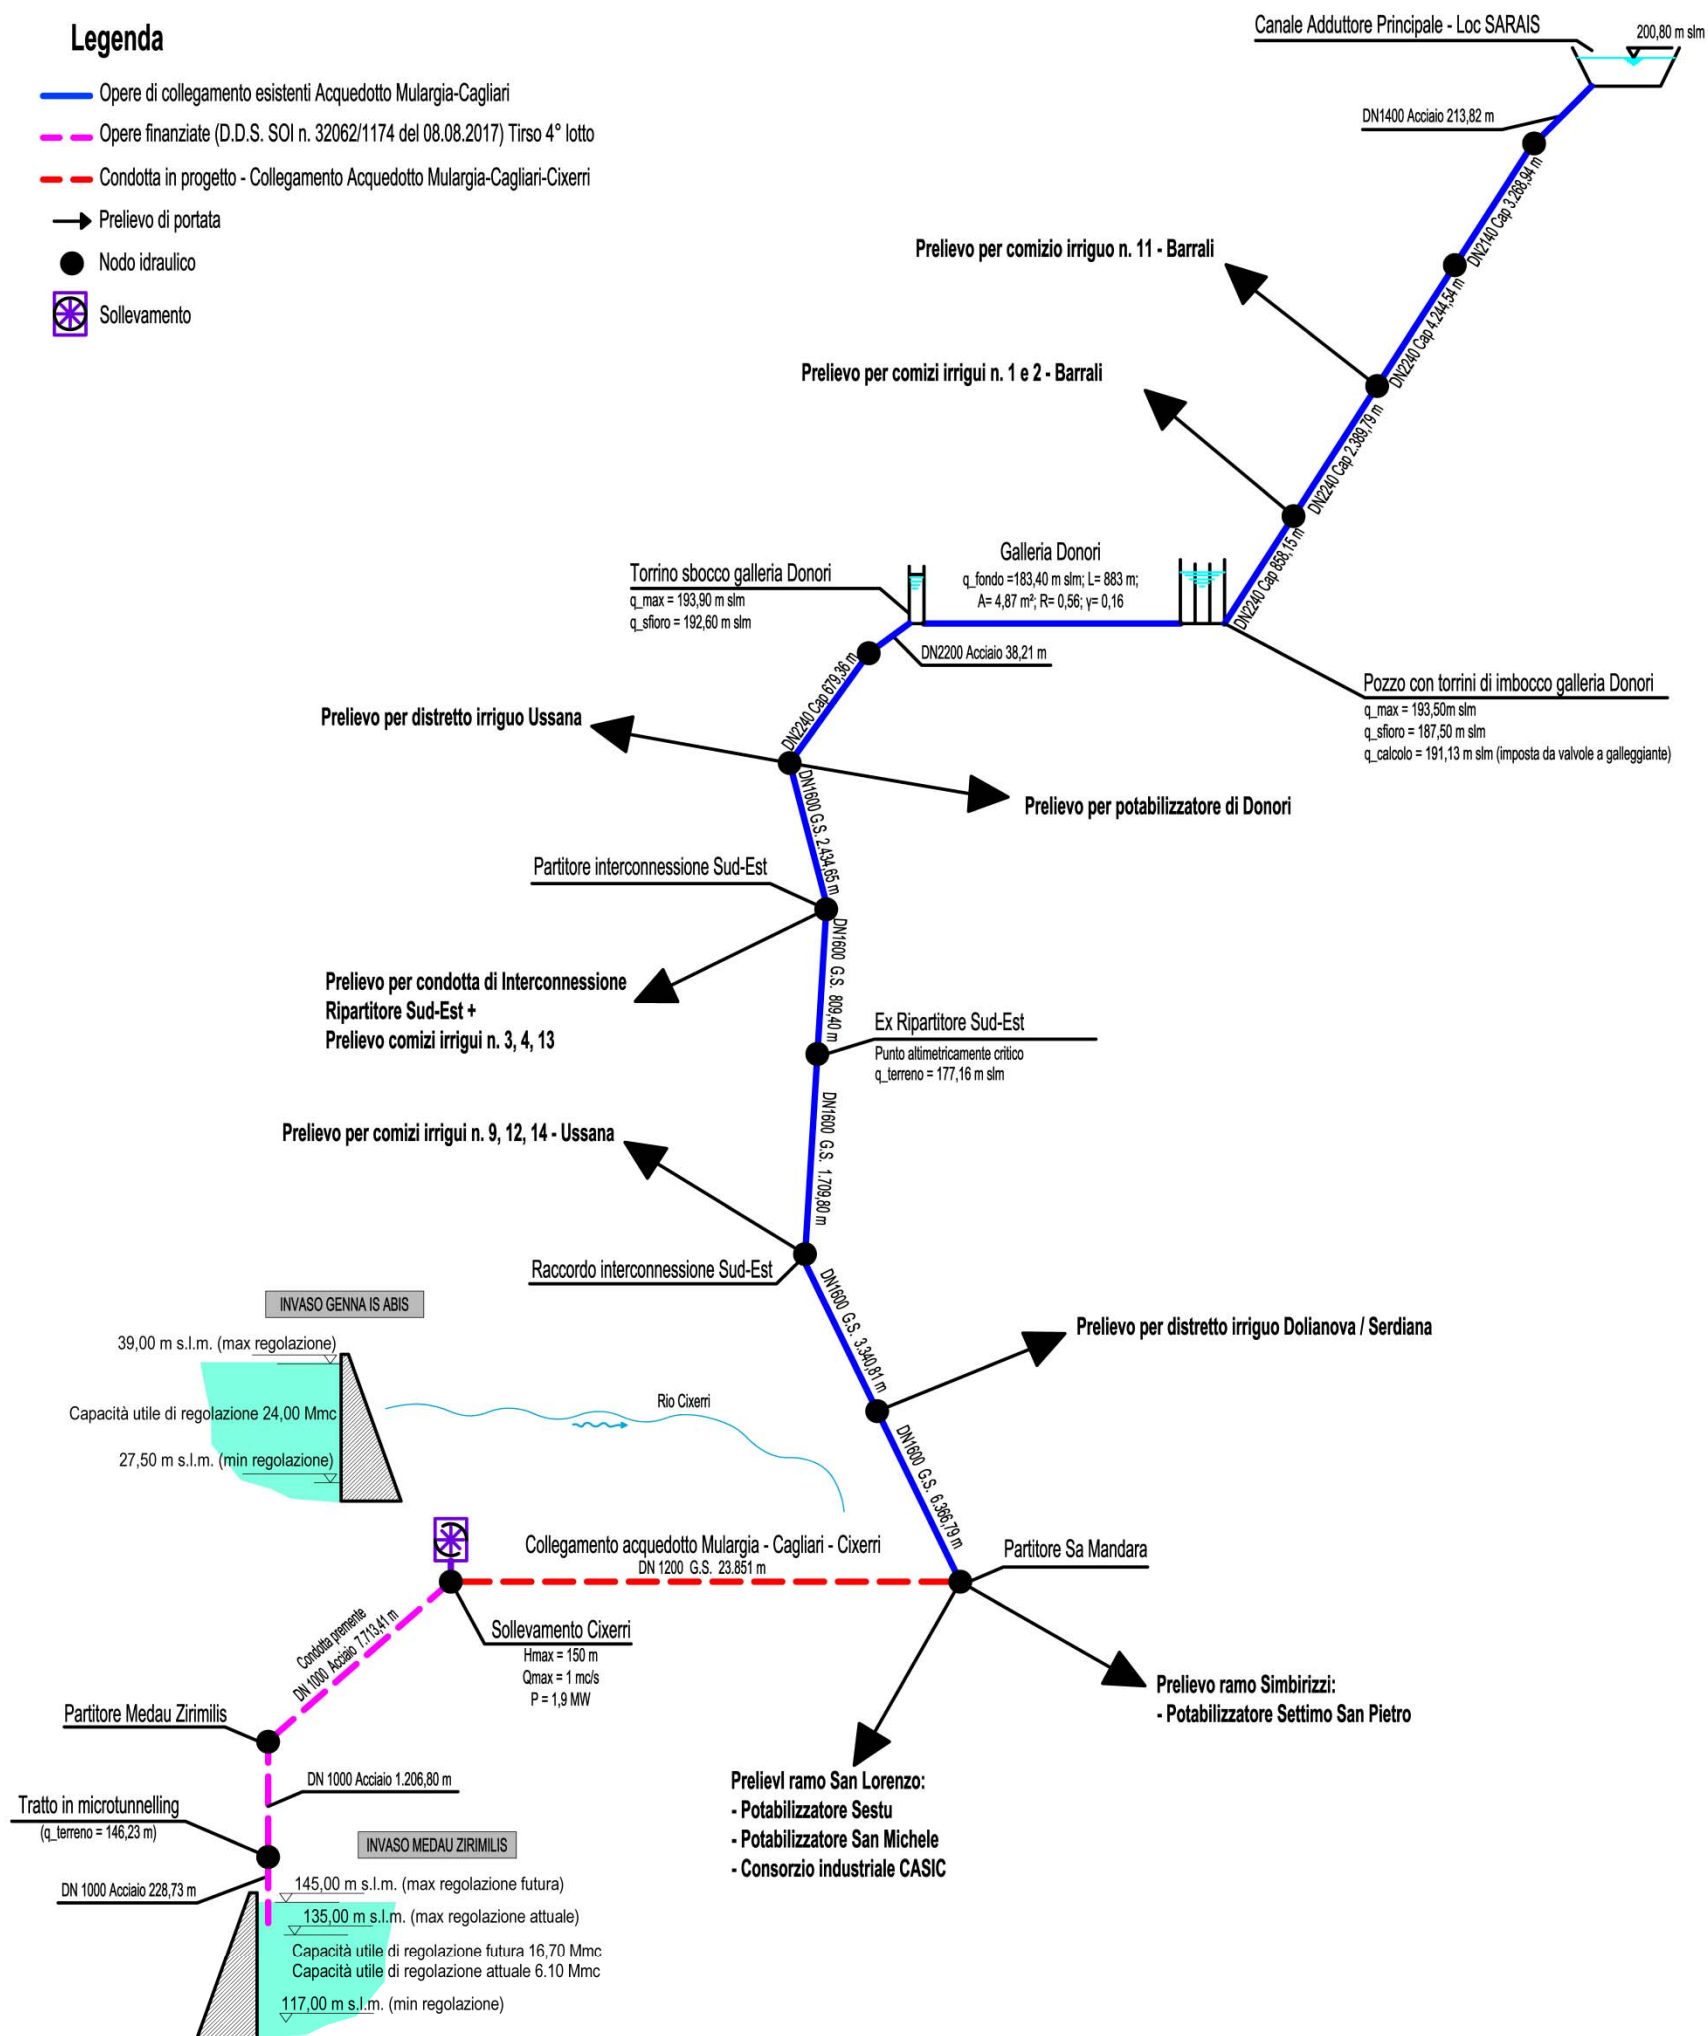 Legenda
Opere di collegamento esistenti Acquedotto Mulargia-Cagliari
Opere finanziate (D.D.S. SOI n. 32062/1174 del 08.08.2017) Tirso 4° lotto
Condotta in progetto - Collegamento Acquedotto Mulargia-Cagliari-Cixerri
Prelievo di portata
Nodo idraulico
Sollevamento
Canale Adduttore Principale - Loc SARAIS
200,80 m slm
DN1400 Acciaio 213,82 m
DN2140 Cap 3.268,94 m
Prelievo per comizio irriguo n. 11 - Barrali
DN2240 Cap 4.244,54 m
Prelievo per comizi irrigui n. 1 e 2 - Barrali
DN2240 Cap 2.389,79 m
DN2240 Cap 858,15 m
Galleria Donori
q_fondo =183,40 m slm; L= 883 m;
A= 4,87 m²; R= 0,56; γ= 0,16
Torrino sbocco galleria Donori
q_max = 193,90 m slm
q_sfioro = 192,60 m slm
DN2200 Acciaio 38,21 m
Pozzo con torrini di imbocco galleria Donori
q_max = 193,50m slm
q_sfioro = 187,50 m slm
q_calcolo = 191,13 m slm (imposta da valvole a galleggiante)
DN2240 Cap 679,36 m
Prelievo per distretto irriguo Ussana
Prelievo per potabilizzatore di Donori
DN1600 G.S. 2.434,65 m
Partitore interconnessione Sud-Est
DN1600 G.S. 809,40 m
Prelievo per condotta di Interconnessione
Ripartitore Sud-Est +
Prelievo comizi irrigui n. 3, 4, 13
Ex Ripartitore Sud-Est
Punto altimetricamente critico
q_terreno = 177,16 m slm
DN1600 G.S. 1.709,80 m
Prelievo per comizi irrigui n. 9, 12, 14 - Ussana
Raccordo interconnessione Sud-Est
DN1600 G.S. 3.340,81 m
INVASO GENNA IS ABIS
39,00 m s.l.m. (max regolazione)
Capacità utile di regolazione 24,00 Mmc
27,50 m s.l.m. (min regolazione)
Rio Cixerri
Prelievo per distretto irriguo Dolianova / Serdiana
DN1600 G.S. 6.366,79 m
Collegamento acquedotto Mulargia - Cagliari - Cixerri
DN 1200 G.S. 23.851 m
Partitore Sa Mandara
Sollevamento Cixerri
Hmax = 150 m
Qmax = 1 mc/s
P = 1,9 MW
Condotta premente
DN 1000 Acciaio 7.713,41 m
Prelievo ramo Simbirizzi:
- Potabilizzatore Settimo San Pietro
Partitore Medau Zirimilis
DN 1000 Acciaio 1.206,80 m
Tratto in microtunnelling
(q_terreno = 146,23 m)
PrelievI ramo San Lorenzo:
- Potabilizzatore Sestu
- Potabilizzatore San Michele
- Consorzio industriale CASIC
INVASO MEDAU ZIRIMILIS
DN 1000 Acciaio 228,73 m
145,00 m s.l.m. (max regolazione futura)
135,00 m s.l.m. (max regolazione attuale)
Capacità utile di regolazione futura 16,70 Mmc
Capacità utile di regolazione attuale 6.10 Mmc
117,00 m s.l.m. (min regolazione)